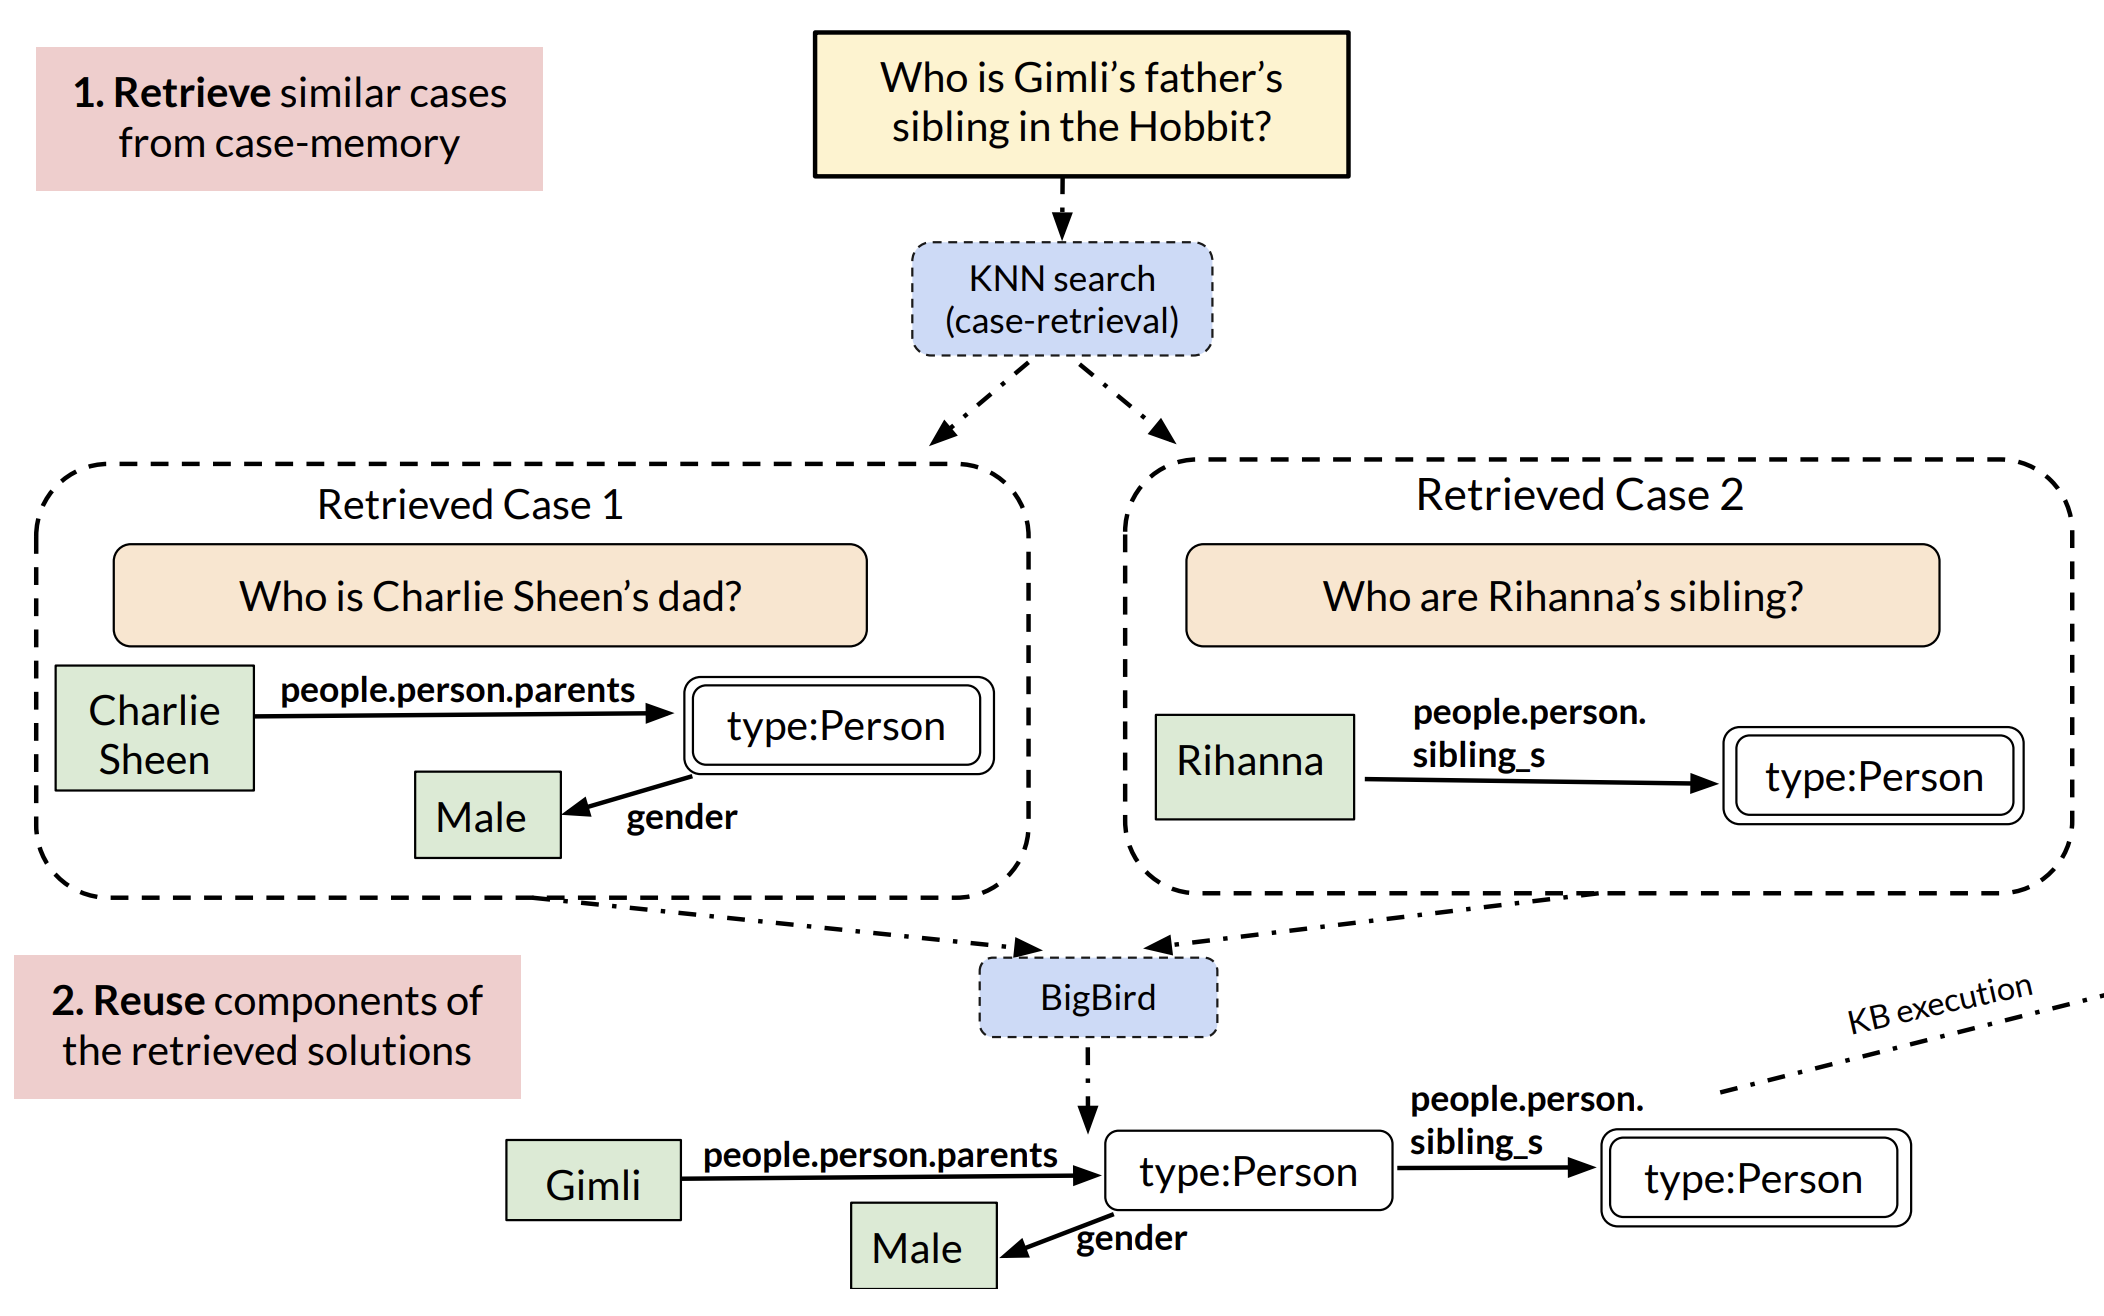 1. Retrieve similar cases
from case-memory
Who is Gimli’s father’s
sibling in the Hobbit?
KNN search
(case-retrieval)
Retrieved Case 1
Who is Charlie Sheen’s dad?
Charlie
Sheen
people.person.parents
type:Person
Male
gender
Retrieved Case 2
Who are Rihanna’s sibling?
Rihanna
people.person.
sibling_s
type:Person
2. Reuse components of
the retrieved solutions
BigBird
KB execution
Gimli
people.person.parents
type:Person
people.person.
sibling_s
type:Person
Male
gender